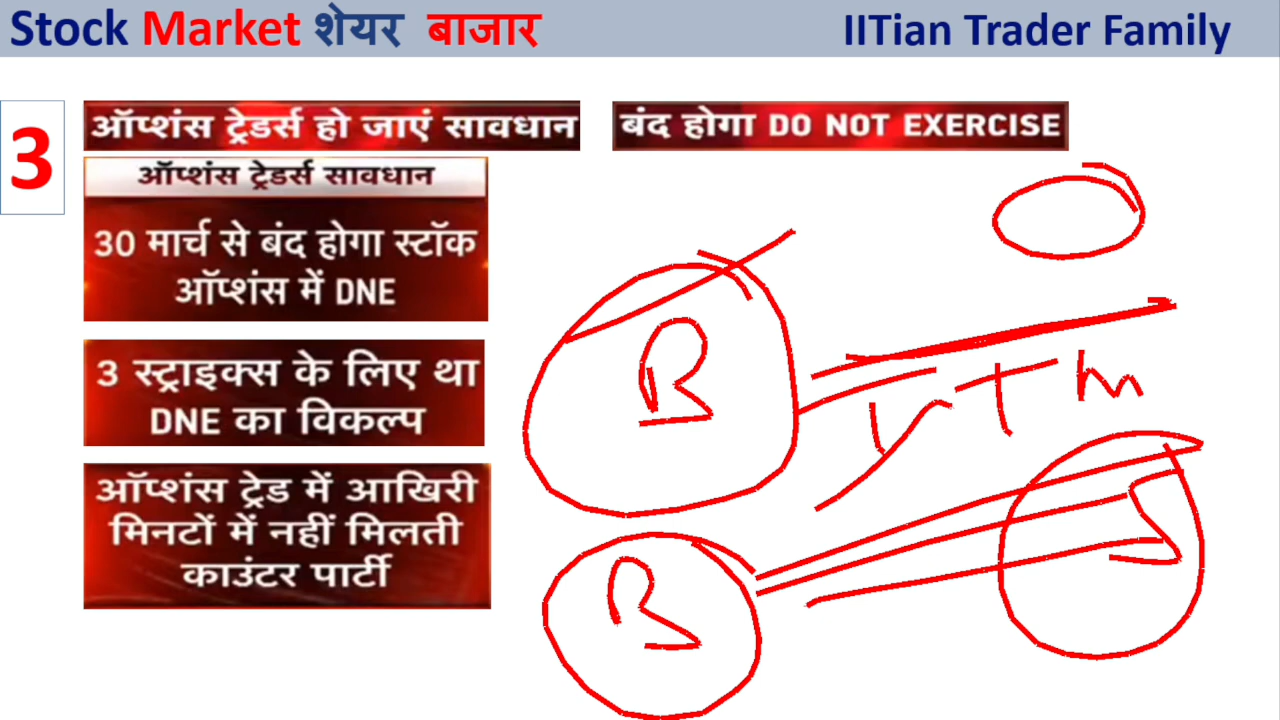 Stock Market शेयर बाजार
IITian Trader Family
3
ऑप्शंस ट्रेडर्स हो जाएं सावधान
बंद होगा DO NOT EXERCISE
ऑप्शंस ट्रेडर्स सावधान
30 मार्च से बंद होगा स्टॉक
ऑप्शंस में DNE
3 स्ट्राइक्स के लिए था
DNE का विकल्प
ऑप्शंस ट्रेड में आखिरी
मिनटों में नहीं मिलती
काउंटर पार्टी
B
B
S